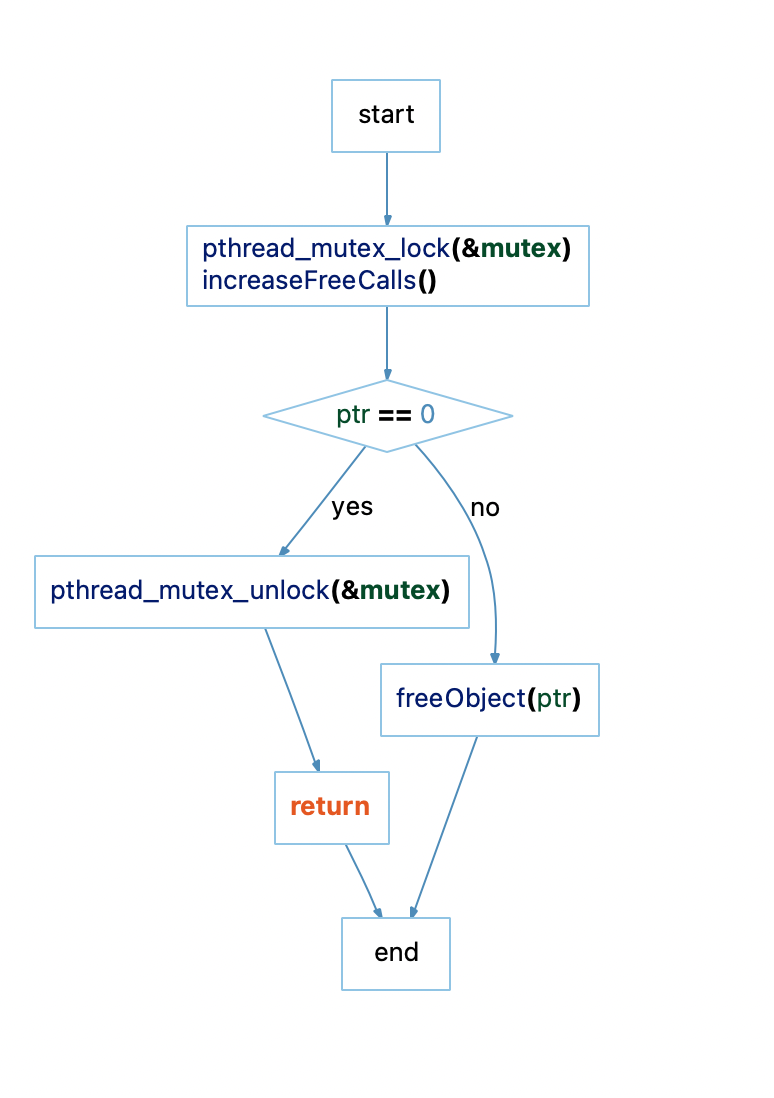 start
pthread_mutex_lock(&mutex)
increaseFreeCalls()
ptr == 0
yes
no
pthread_mutex_unlock(&mutex)
freeObject(ptr)
return
end